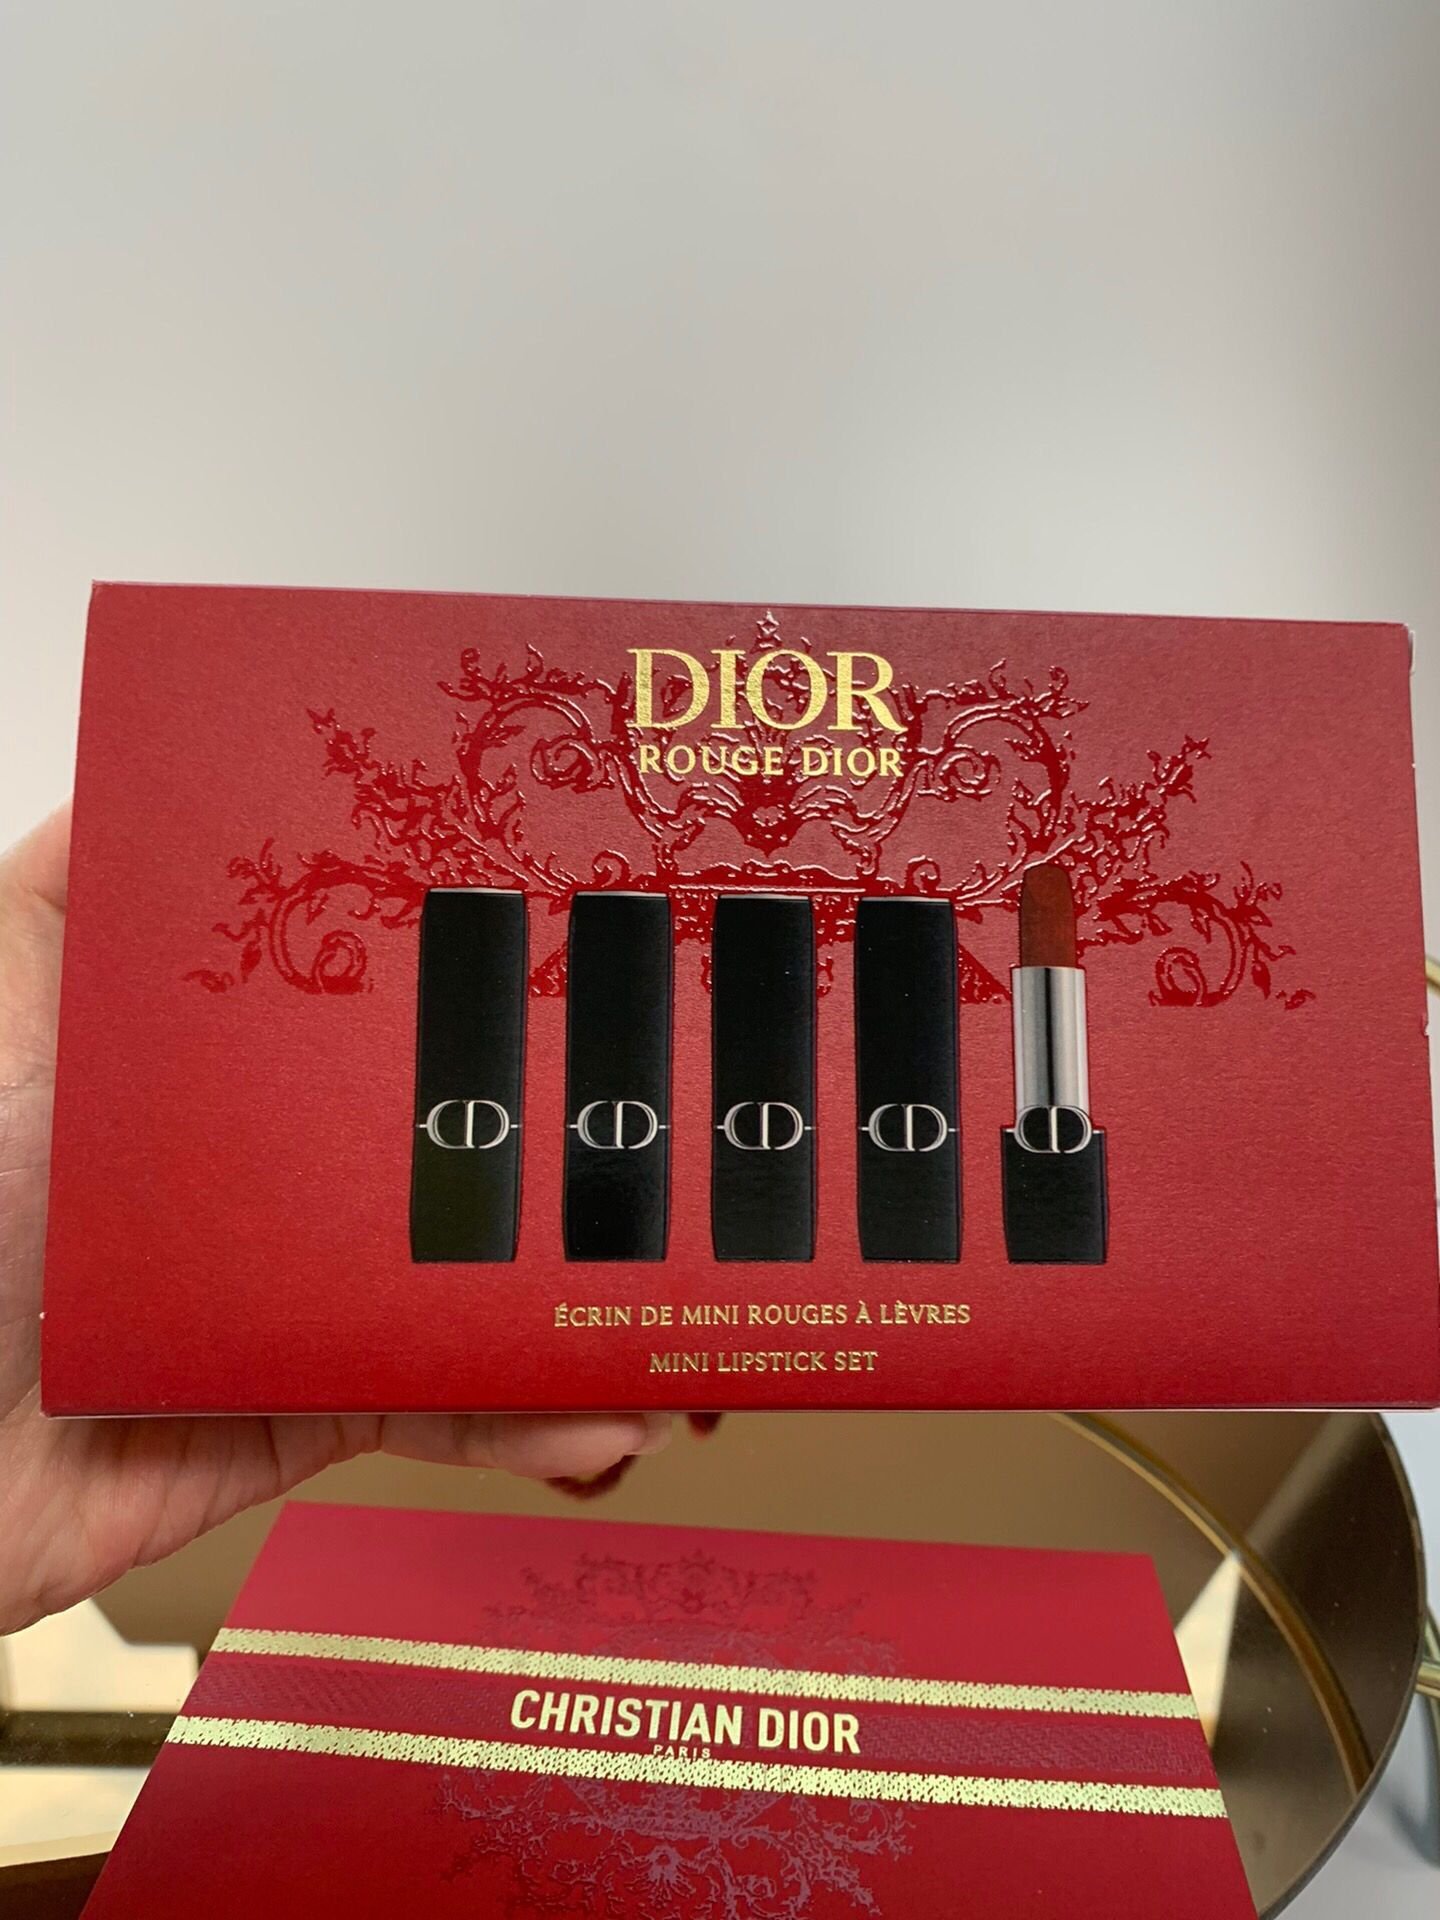 DIOR
ROUGE DIOR
ÉCRIN DE MINI ROUGES À LÈVRES
MINI LIPSTICK SET
CHRISTIAN DIOR
PARIS